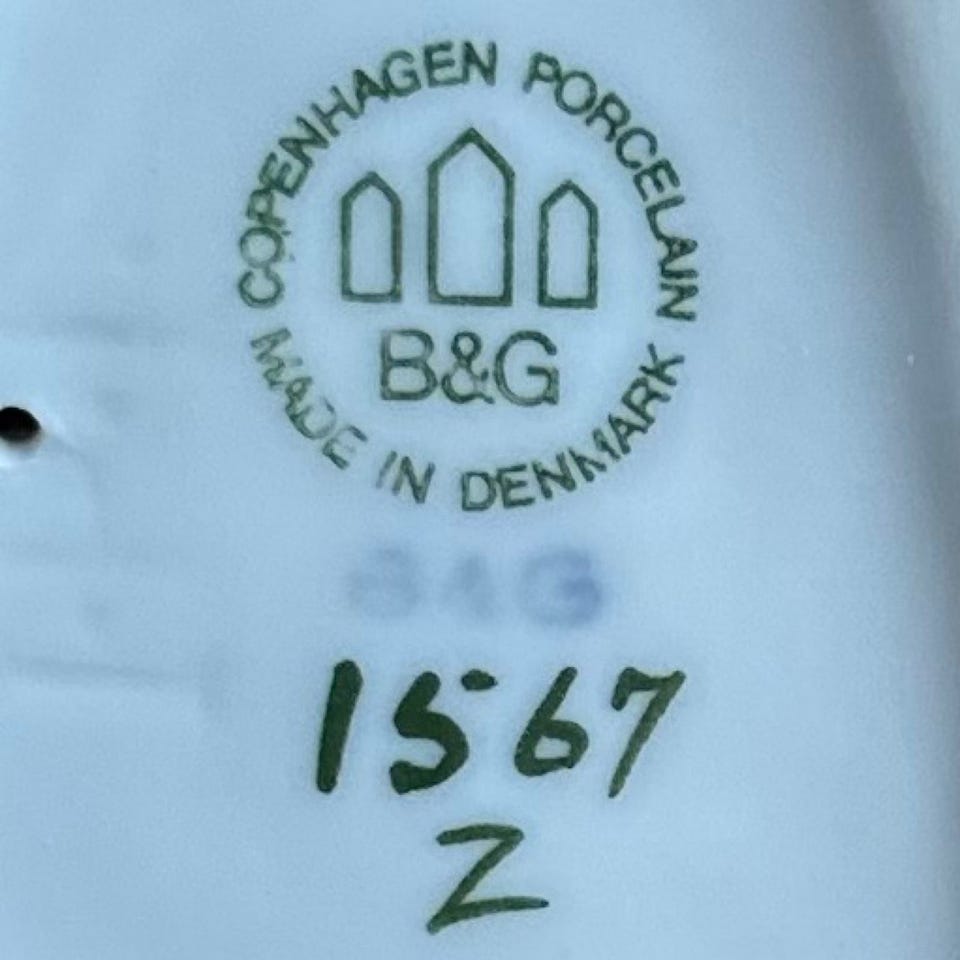 COPENHAGEN PORCELAIN
B&G
MADE IN DENMARK
B&G
1567
Z